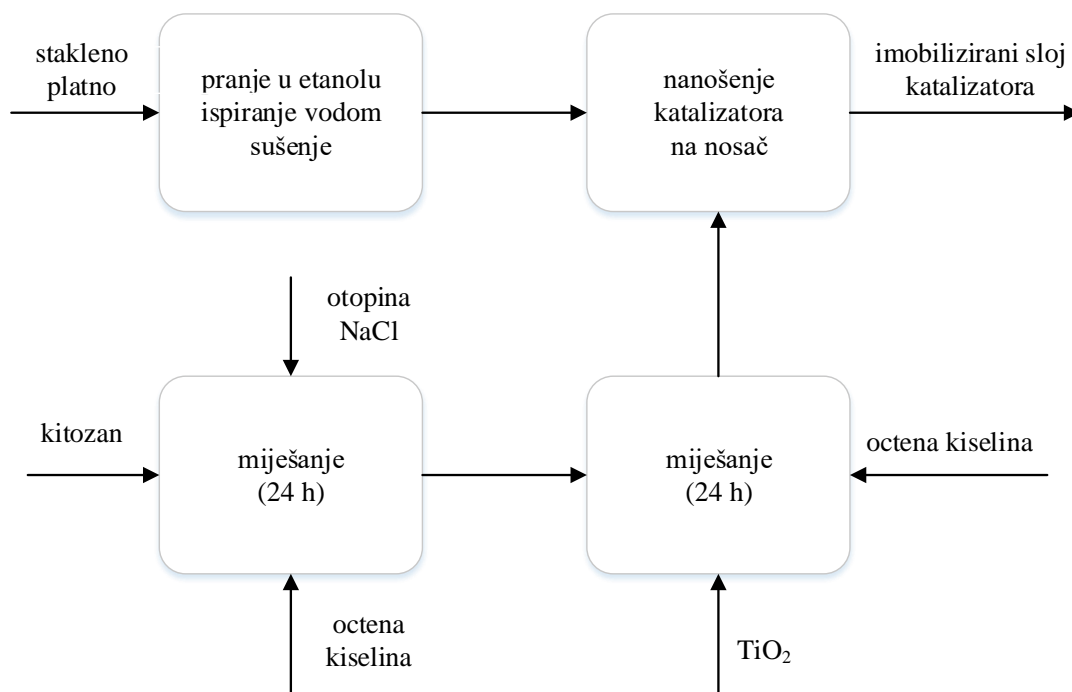 stakleno
platno
pranje u etanolu
ispiranje vodom
sušenje
nanošenje
katalizatora
na nosač
imobilizirani sloj
katalizatora
otopina
NaCl
kitozan
miješanje
(24 h)
miješanje
(24 h)
octena kiselina
octena
kiselina
TiO₂